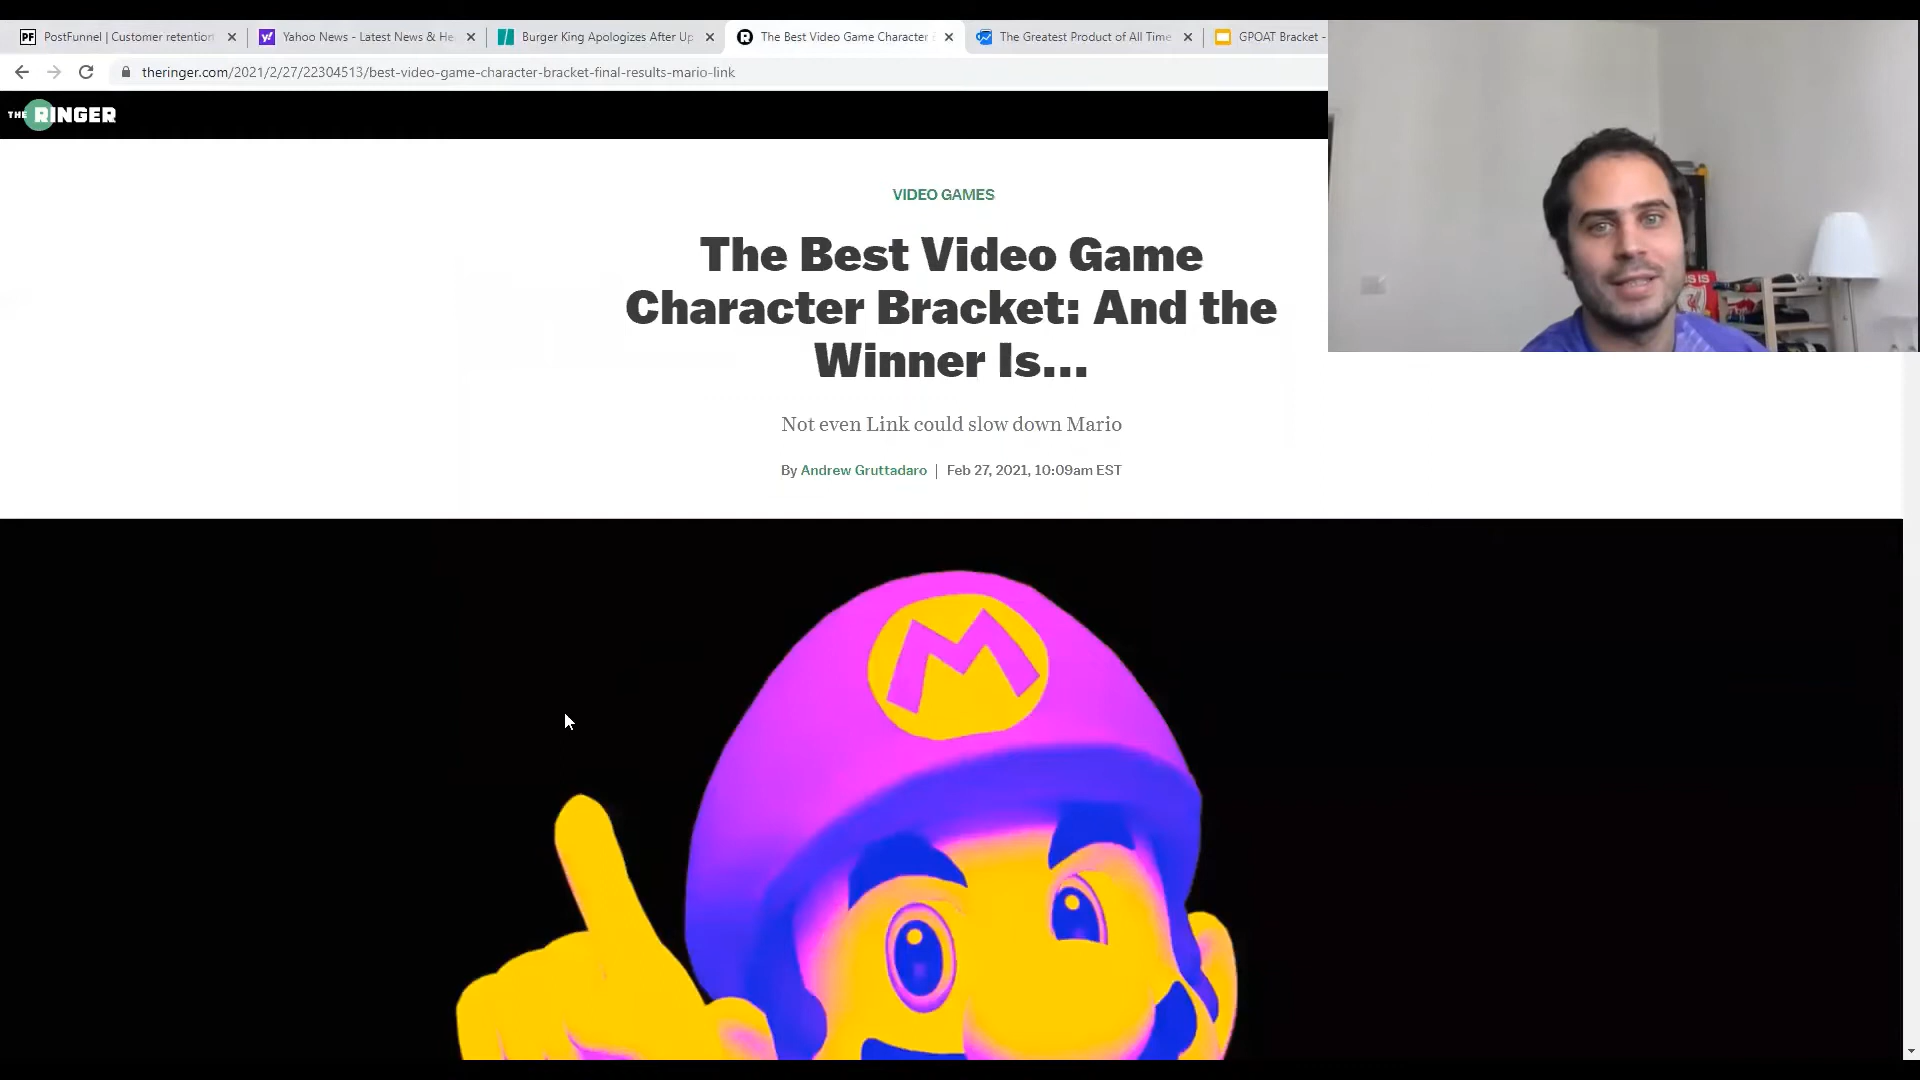 PF PostFunnel | Customer retention
y! Yahoo News - Latest News & He
Burger King Apologizes After Up
R The Best Video Game Character
The Greatest Product of All Time
GPOAT Bracket -
theringer.com/2021/2/27/22304513/best-video-game-character-bracket-final-results-mario-link
THE RINGER
VIDEO GAMES
The Best Video Game
Character Bracket: And the
Winner Is...
Not even Link could slow down Mario
By Andrew Gruttadaro | Feb 27, 2021, 10:09am EST
M
IS IS